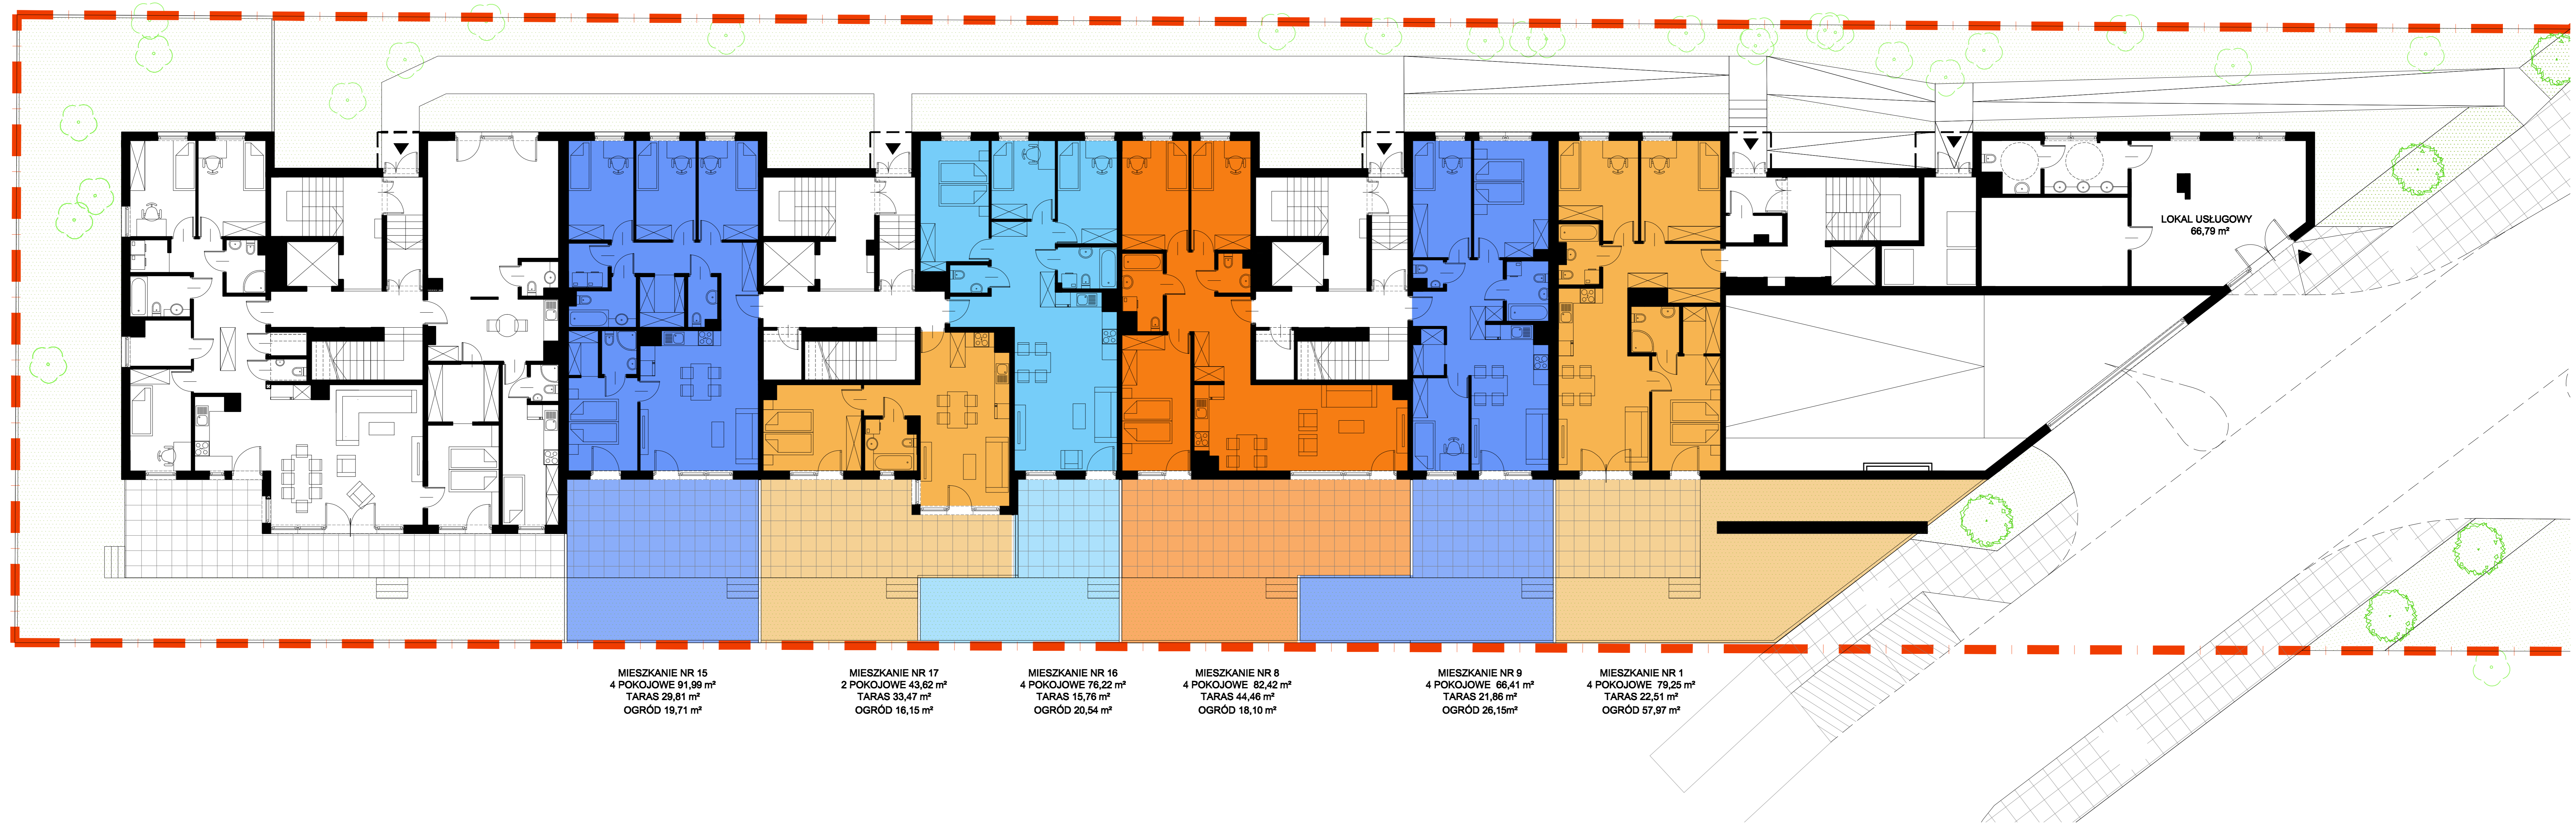 LOKAL USŁUGOWY
66,79 m²
MIESZKANIE NR 15
4 POKOJOWE 91,99 m²
TARAS 29,81 m²
OGRÓD 19,71 m²
MIESZKANIE NR 17
2 POKOJOWE 43,62 m²
TARAS 33,47 m²
OGRÓD 16,15 m²
MIESZKANIE NR 16
4 POKOJOWE 76,22 m²
TARAS 15,76 m²
OGRÓD 20,54 m²
MIESZKANIE NR 8
4 POKOJOWE 82,42 m²
TARAS 44,46 m²
OGRÓD 18,10 m²
MIESZKANIE NR 9
4 POKOJOWE 66,41 m²
TARAS 21,86 m²
OGRÓD 26,15m²
MIESZKANIE NR 1
4 POKOJOWE 79,25 m²
TARAS 22,51 m²
OGRÓD 57,97 m²